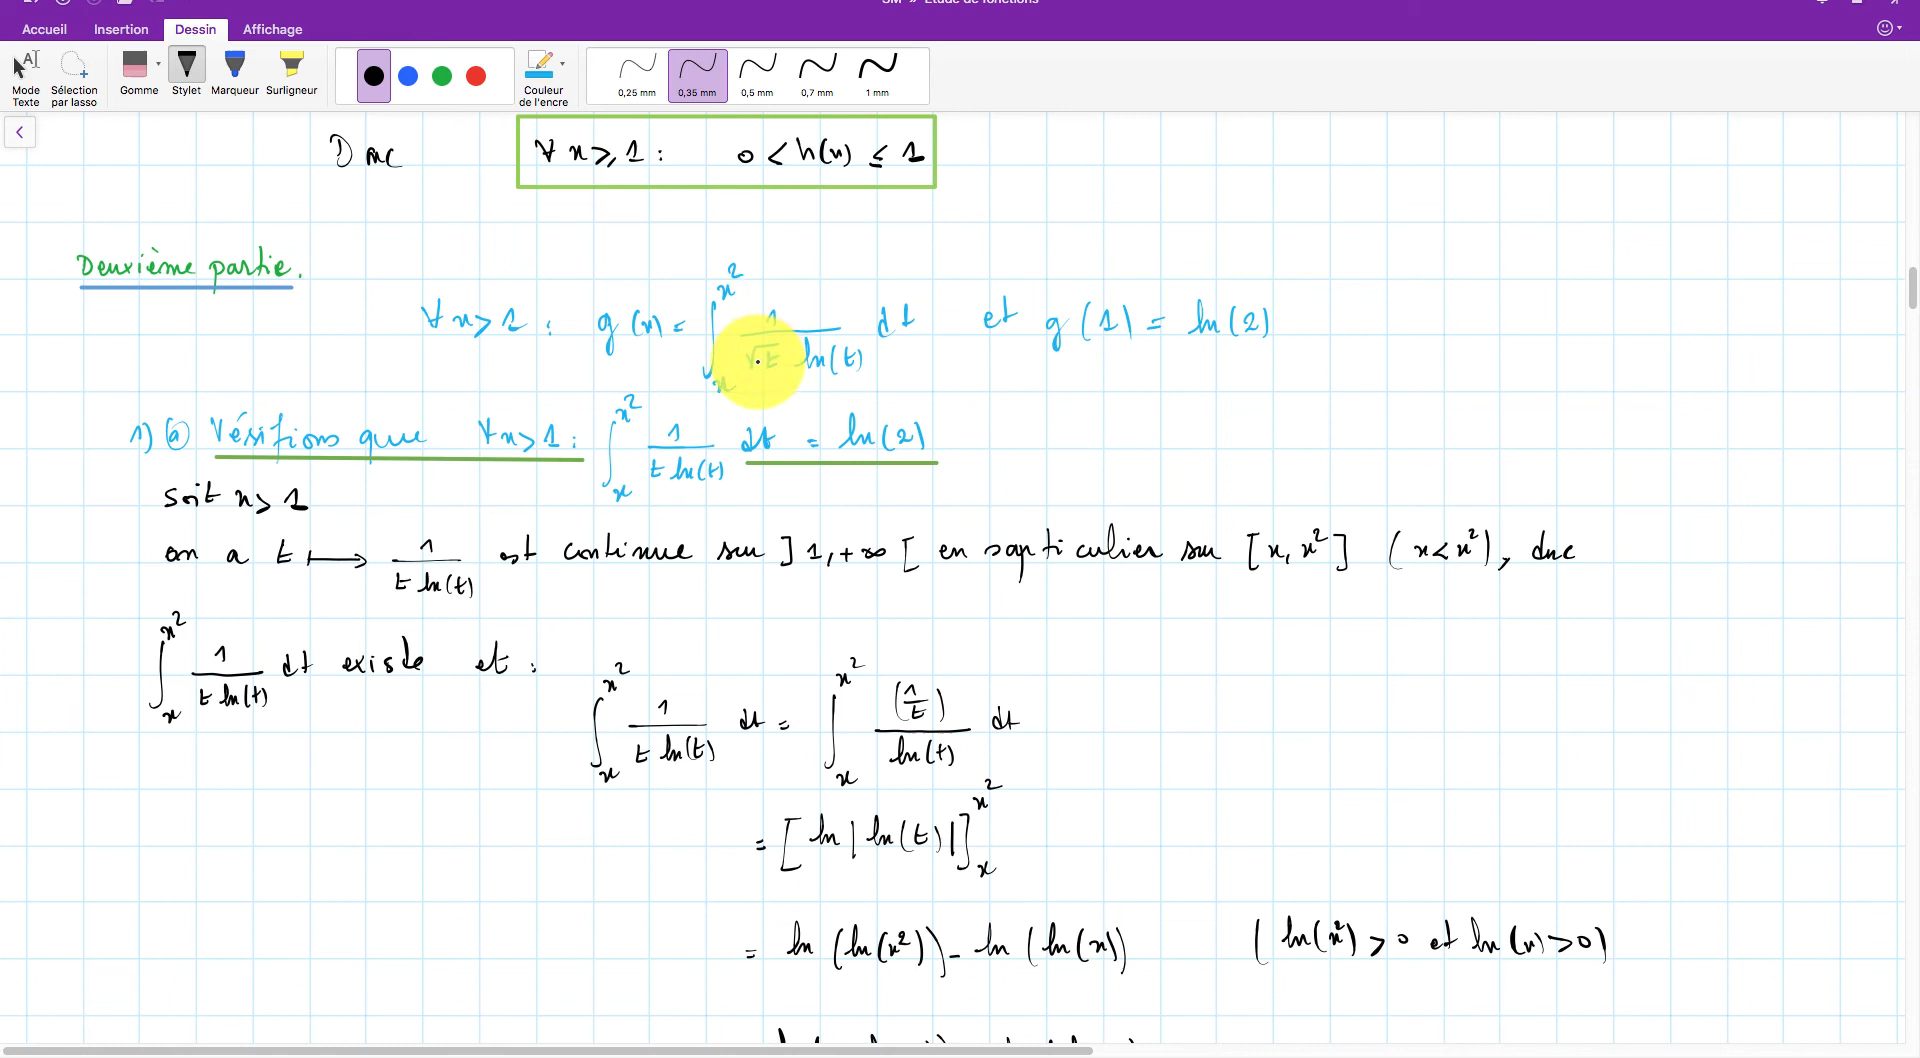 SM » Etude de fonctions
Accueil Insertion Dessin Affichage
Mode Texte Sélection par lasso Gomme Stylet Marqueur Surligneur Couleur de l'encre 0,25 mm 0,35 mm 0,5 mm 0,7 mm 1 mm
Donc ∀ x ≥ 1 : 0 < h(x) ≤ 1
Deuxième partie.
∀ x > 1 : g(x) = ∫_x^{x²} 1/(√t ln(t)) dt et g(1) = ln(2)
1) ⓐ Vérifions que ∀x > 1 : ∫_x^{x²} 1/(t ln(t)) dt = ln(2)
soit x > 1
on a t ⟼ 1/(t ln(t)) est continue sur ]1, +∞[ en particulier sur [x, x²] (x < x²), donc
∫_x^{x²} 1/(t ln(t)) dt existe et :
∫_x^{x²} 1/(t ln(t)) dt = ∫_x^{x²} (1/t)/ln(t) dt
= [ln|ln(t)|]_x^{x²}
= ln(ln(x²)) - ln(ln(x)) (ln(x²) > 0 et ln(x) > 0)